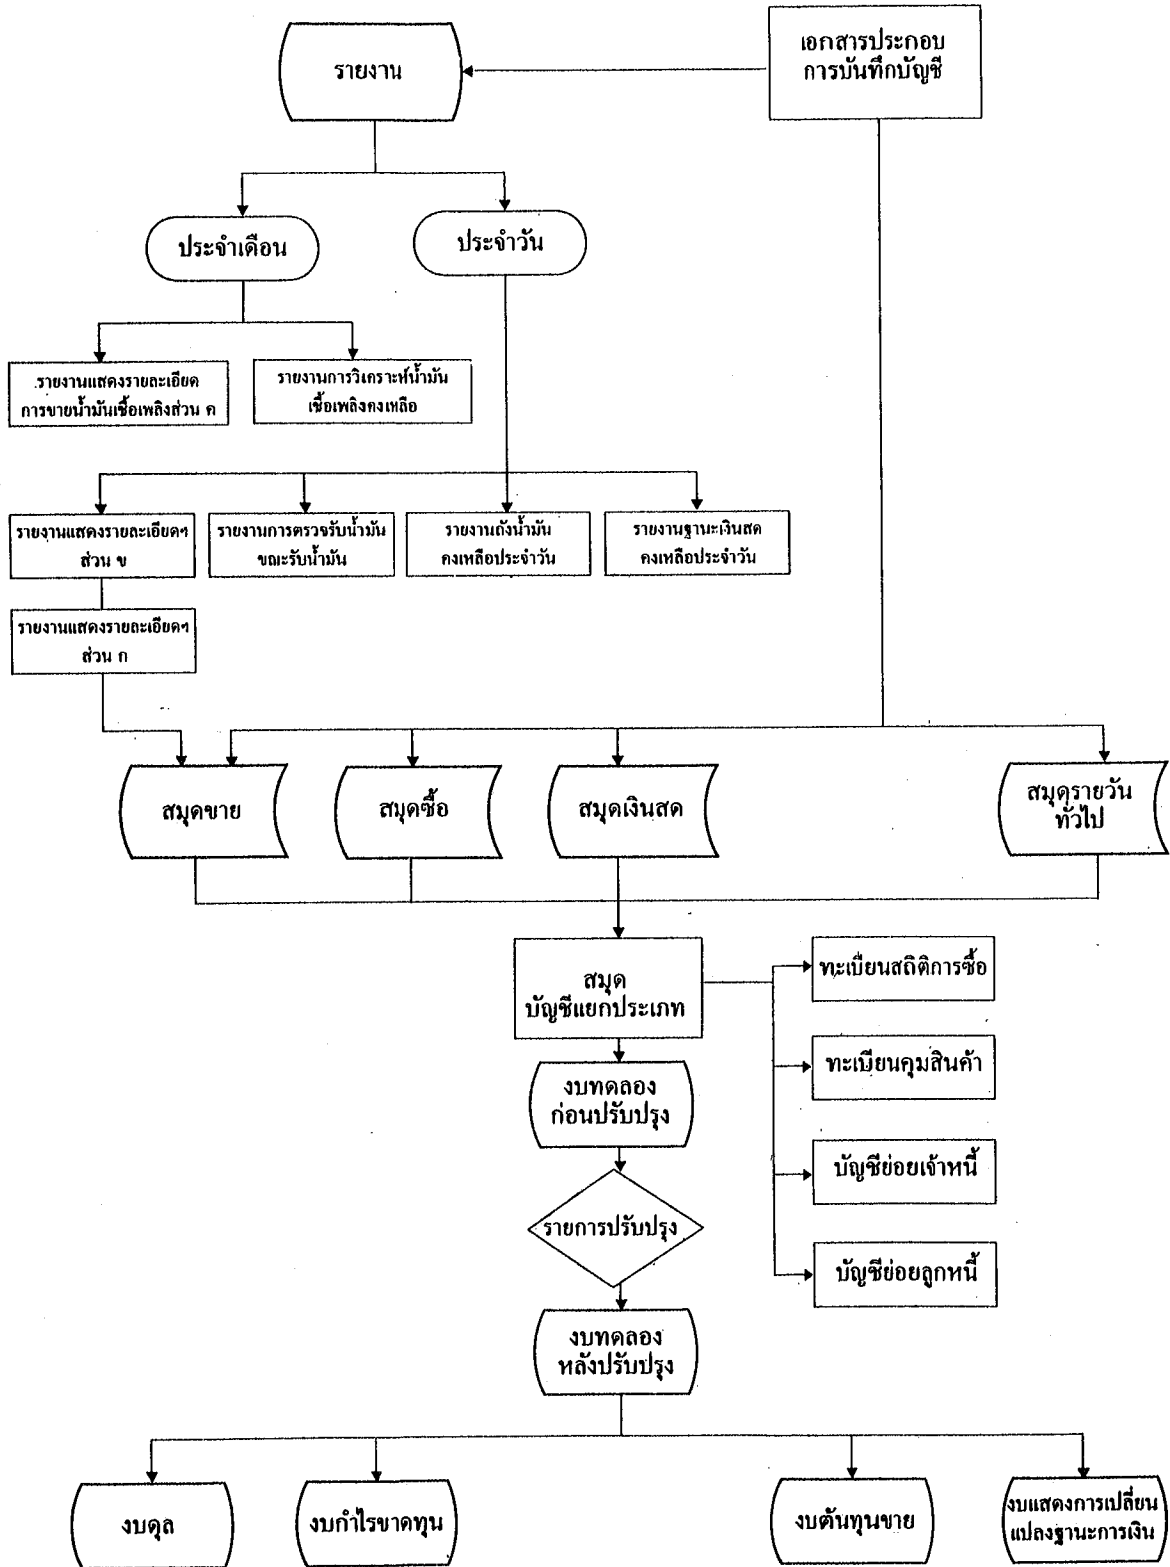 เอกสารประกอบ
การบันทึกบัญชี
รายงาน
ประจำเดือน
ประจำวัน
รายงานแสดงรายละเอียด
การขายน้ำมันเชื้อเพลิงส่วน ค
รายงานการวิเคราะห์น้ำมัน
เชื้อเพลิงคงเหลือ
รายงานแสดงรายละเอียดฯ
ส่วน ข
รายงานการตรวจรับน้ำมัน
ขณะรับน้ำมัน
รายงานถังน้ำมัน
คงเหลือประจำวัน
รายงานฐานะเงินสด
คงเหลือประจำวัน
รายงานแสดงรายละเอียดฯ
ส่วน ก
สมุดขาย
สมุดซื้อ
สมุดเงินสด
สมุดรายวัน
ทั่วไป
สมุด
บัญชีแยกประเภท
ทะเบียนสถิติการซื้อ
ทะเบียนคุมสินค้า
บัญชีย่อยเจ้าหนี้
บัญชีย่อยลูกหนี้
งบทดลอง
ก่อนปรับปรุง
รายการปรับปรุง
งบทดลอง
หลังปรับปรุง
งบดุล
งบกำไรขาดทุน
งบต้นทุนขาย
งบแสดงการเปลี่ยน
แปลงฐานะการเงิน